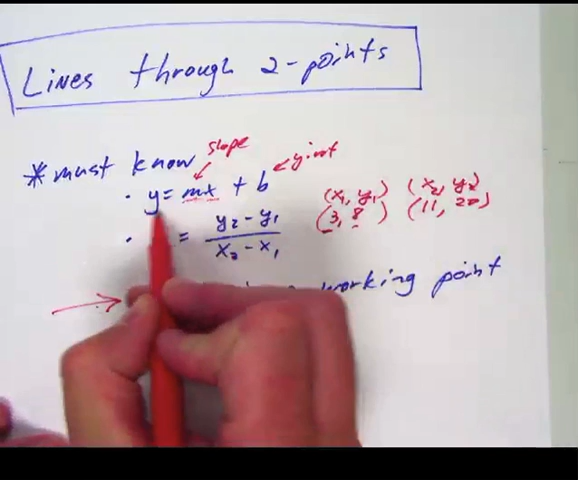 Lines through 2-points
*must know
slope
· y = mx + b
y int
(x₁, y₁) (x₂, y₂)
(3, 8) (11, 20)
· = y₂ - y₁ / x₂ - x₁
working point